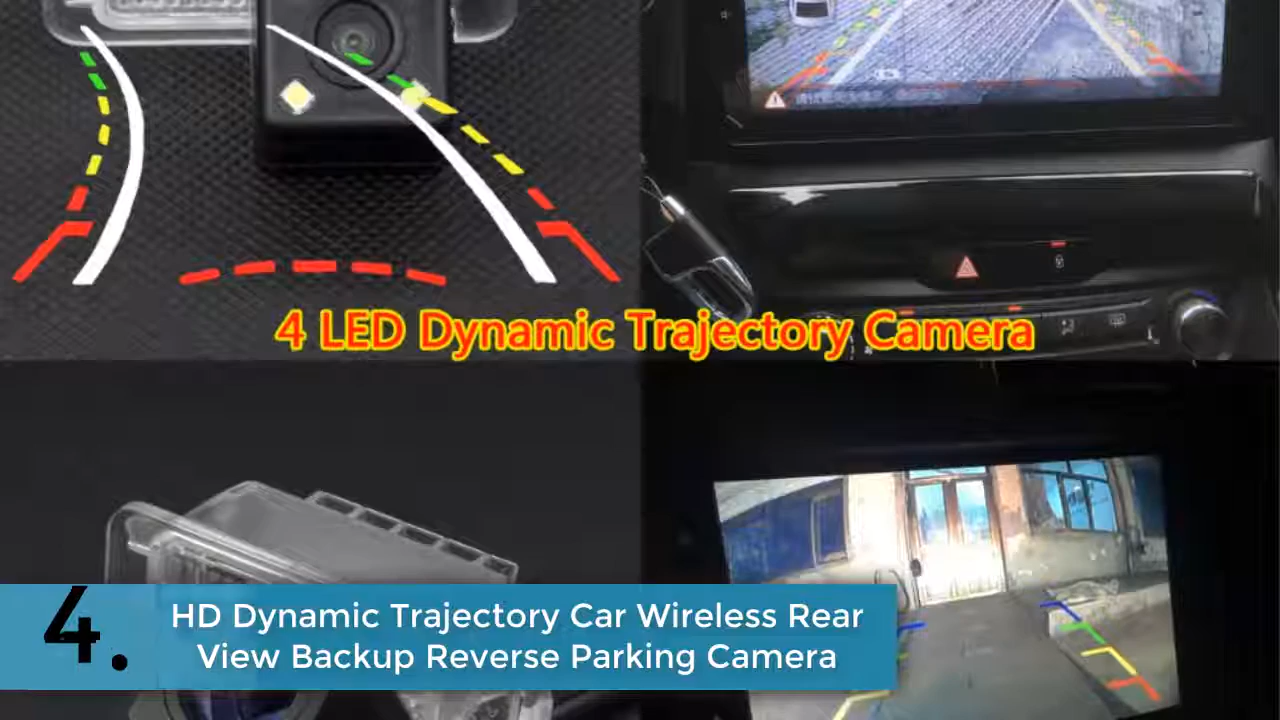 4 LED Dynamic Trajectory Camera
4.
HD Dynamic Trajectory Car Wireless Rear
View Backup Reverse Parking Camera